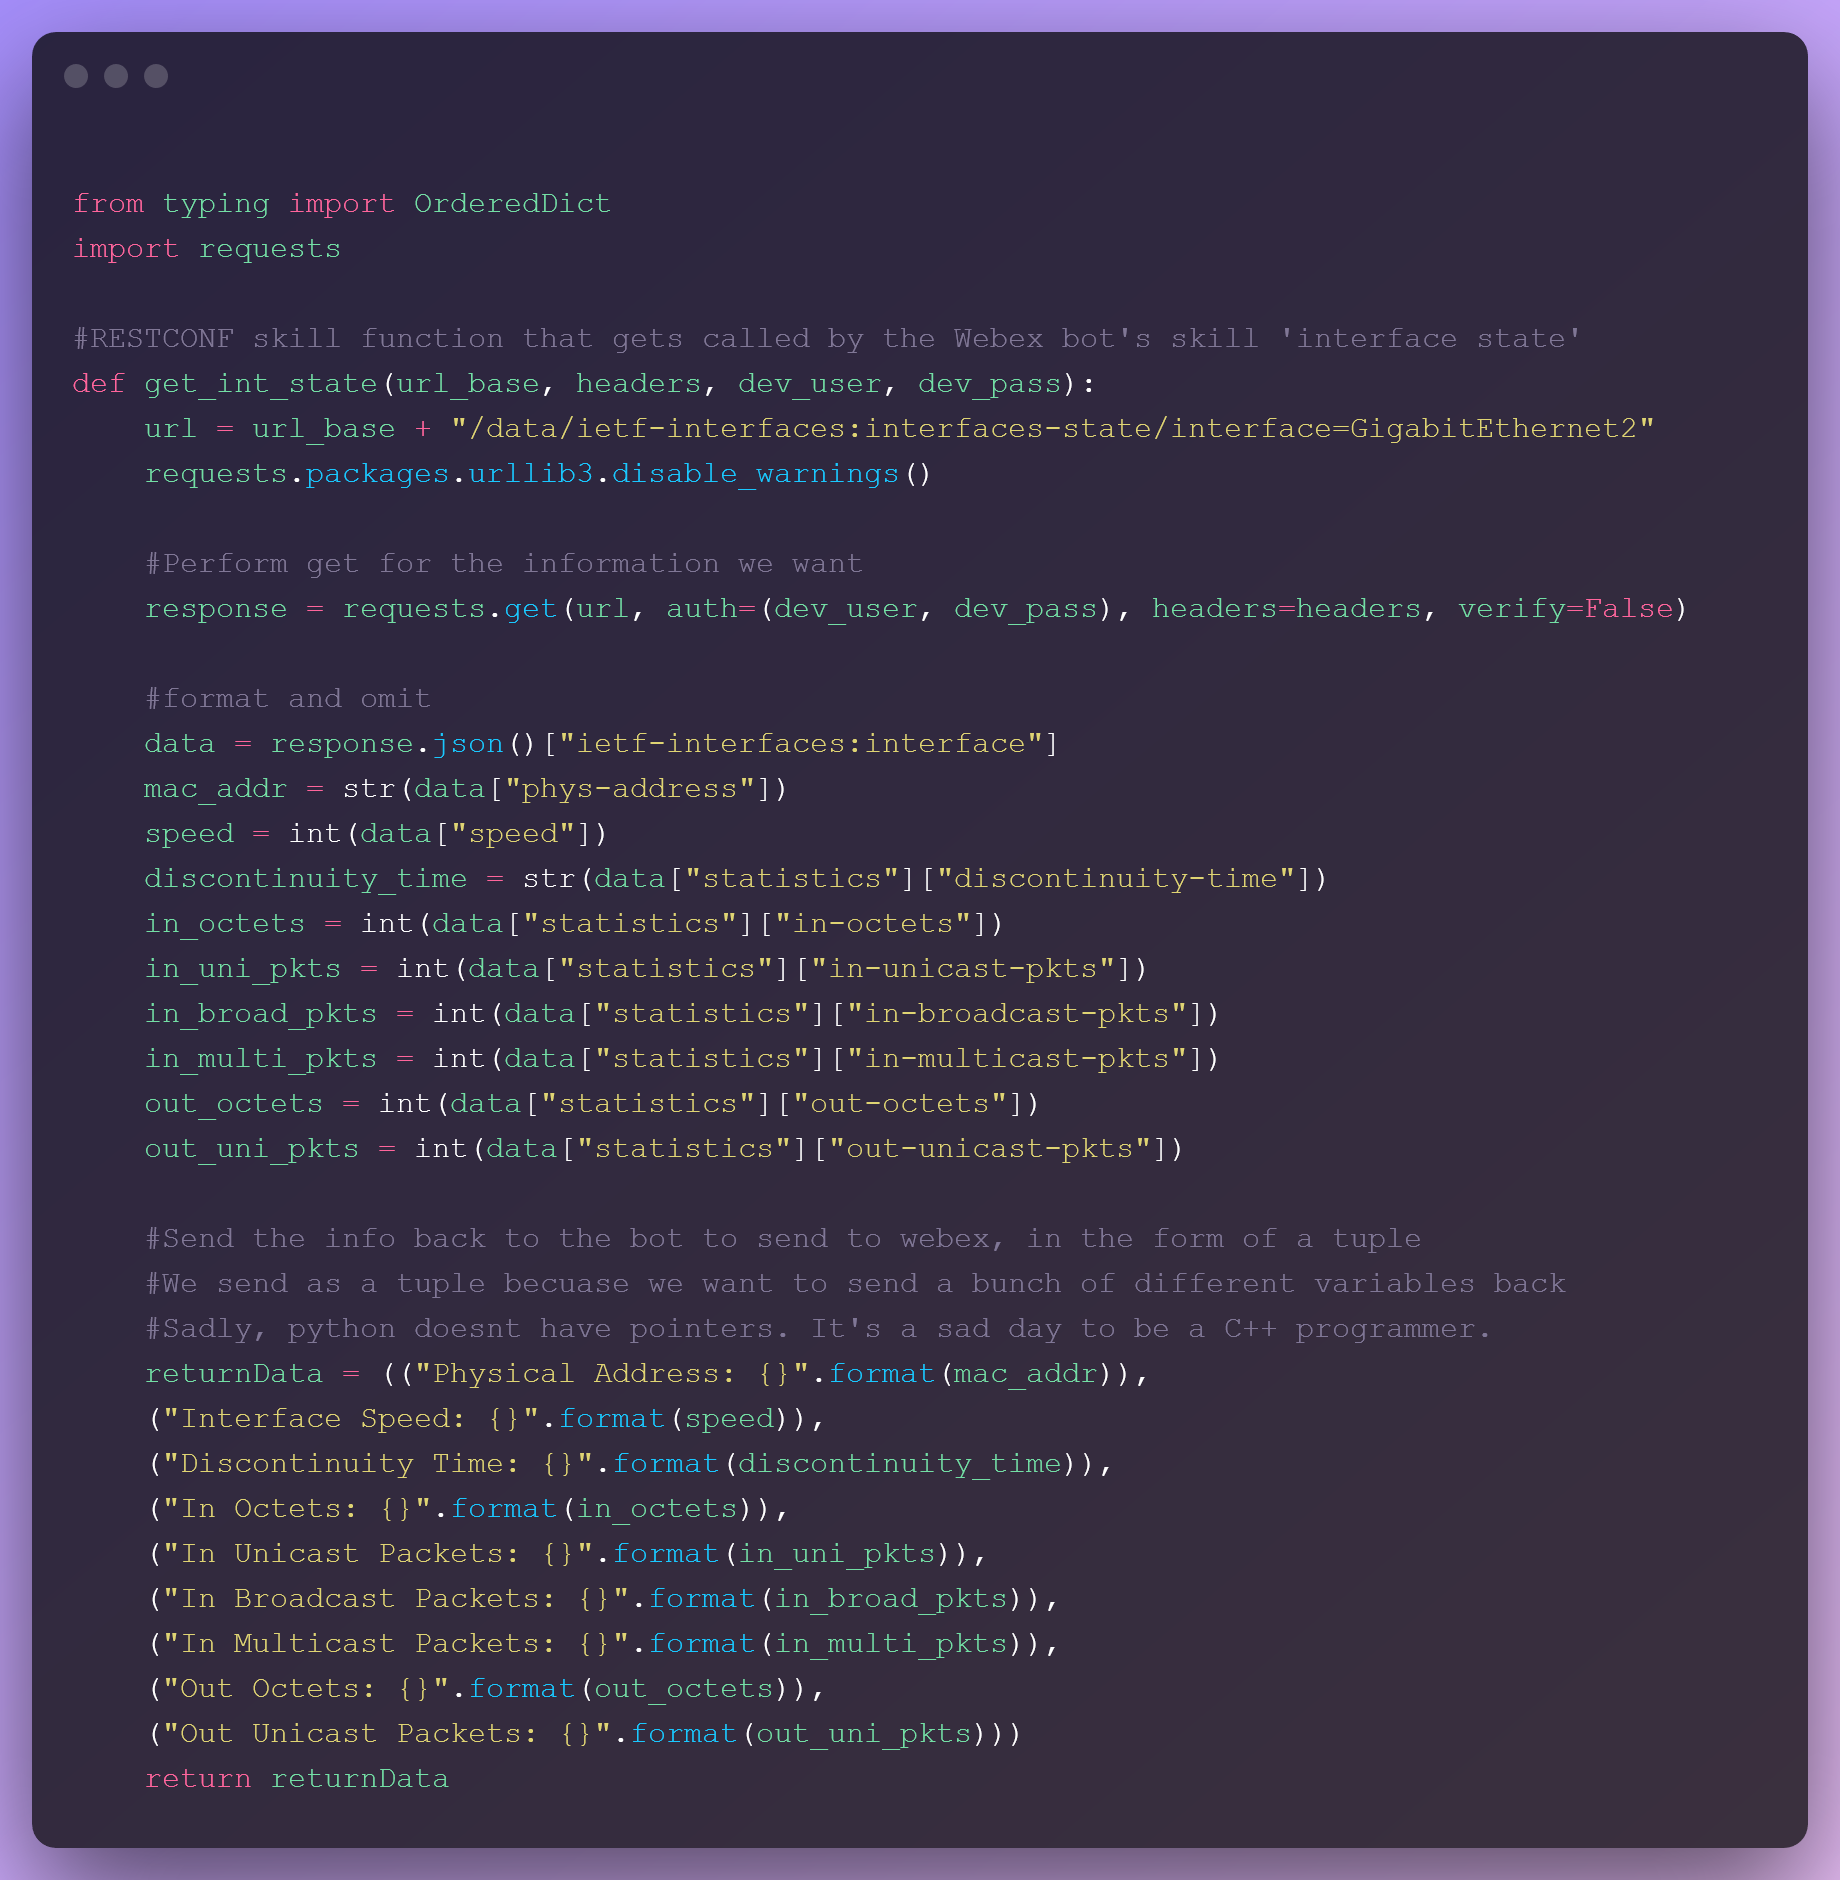 from typing import OrderedDict
import requests

#RESTCONF skill function that gets called by the Webex bot's skill 'interface state'
def get_int_state(url_base, headers, dev_user, dev_pass):
    url = url_base + "/data/ietf-interfaces:interfaces-state/interface=GigabitEthernet2"
    requests.packages.urllib3.disable_warnings()

    #Perform get for the information we want
    response = requests.get(url, auth=(dev_user, dev_pass), headers=headers, verify=False)

    #format and omit
    data = response.json()["ietf-interfaces:interface"]
    mac_addr = str(data["phys-address"])
    speed = int(data["speed"])
    discontinuity_time = str(data["statistics"]["discontinuity-time"])
    in_octets = int(data["statistics"]["in-octets"])
    in_uni_pkts = int(data["statistics"]["in-unicast-pkts"])
    in_broad_pkts = int(data["statistics"]["in-broadcast-pkts"])
    in_multi_pkts = int(data["statistics"]["in-multicast-pkts"])
    out_octets = int(data["statistics"]["out-octets"])
    out_uni_pkts = int(data["statistics"]["out-unicast-pkts"])

    #Send the info back to the bot to send to webex, in the form of a tuple
    #We send as a tuple becuase we want to send a bunch of different variables back
    #Sadly, python doesnt have pointers. It's a sad day to be a C++ programmer.
    returnData = (("Physical Address: {}".format(mac_addr)),
    ("Interface Speed: {}".format(speed)),
    ("Discontinuity Time: {}".format(discontinuity_time)),
    ("In Octets: {}".format(in_octets)),
    ("In Unicast Packets: {}".format(in_uni_pkts)),
    ("In Broadcast Packets: {}".format(in_broad_pkts)),
    ("In Multicast Packets: {}".format(in_multi_pkts)),
    ("Out Octets: {}".format(out_octets)),
    ("Out Unicast Packets: {}".format(out_uni_pkts)))
    return returnData